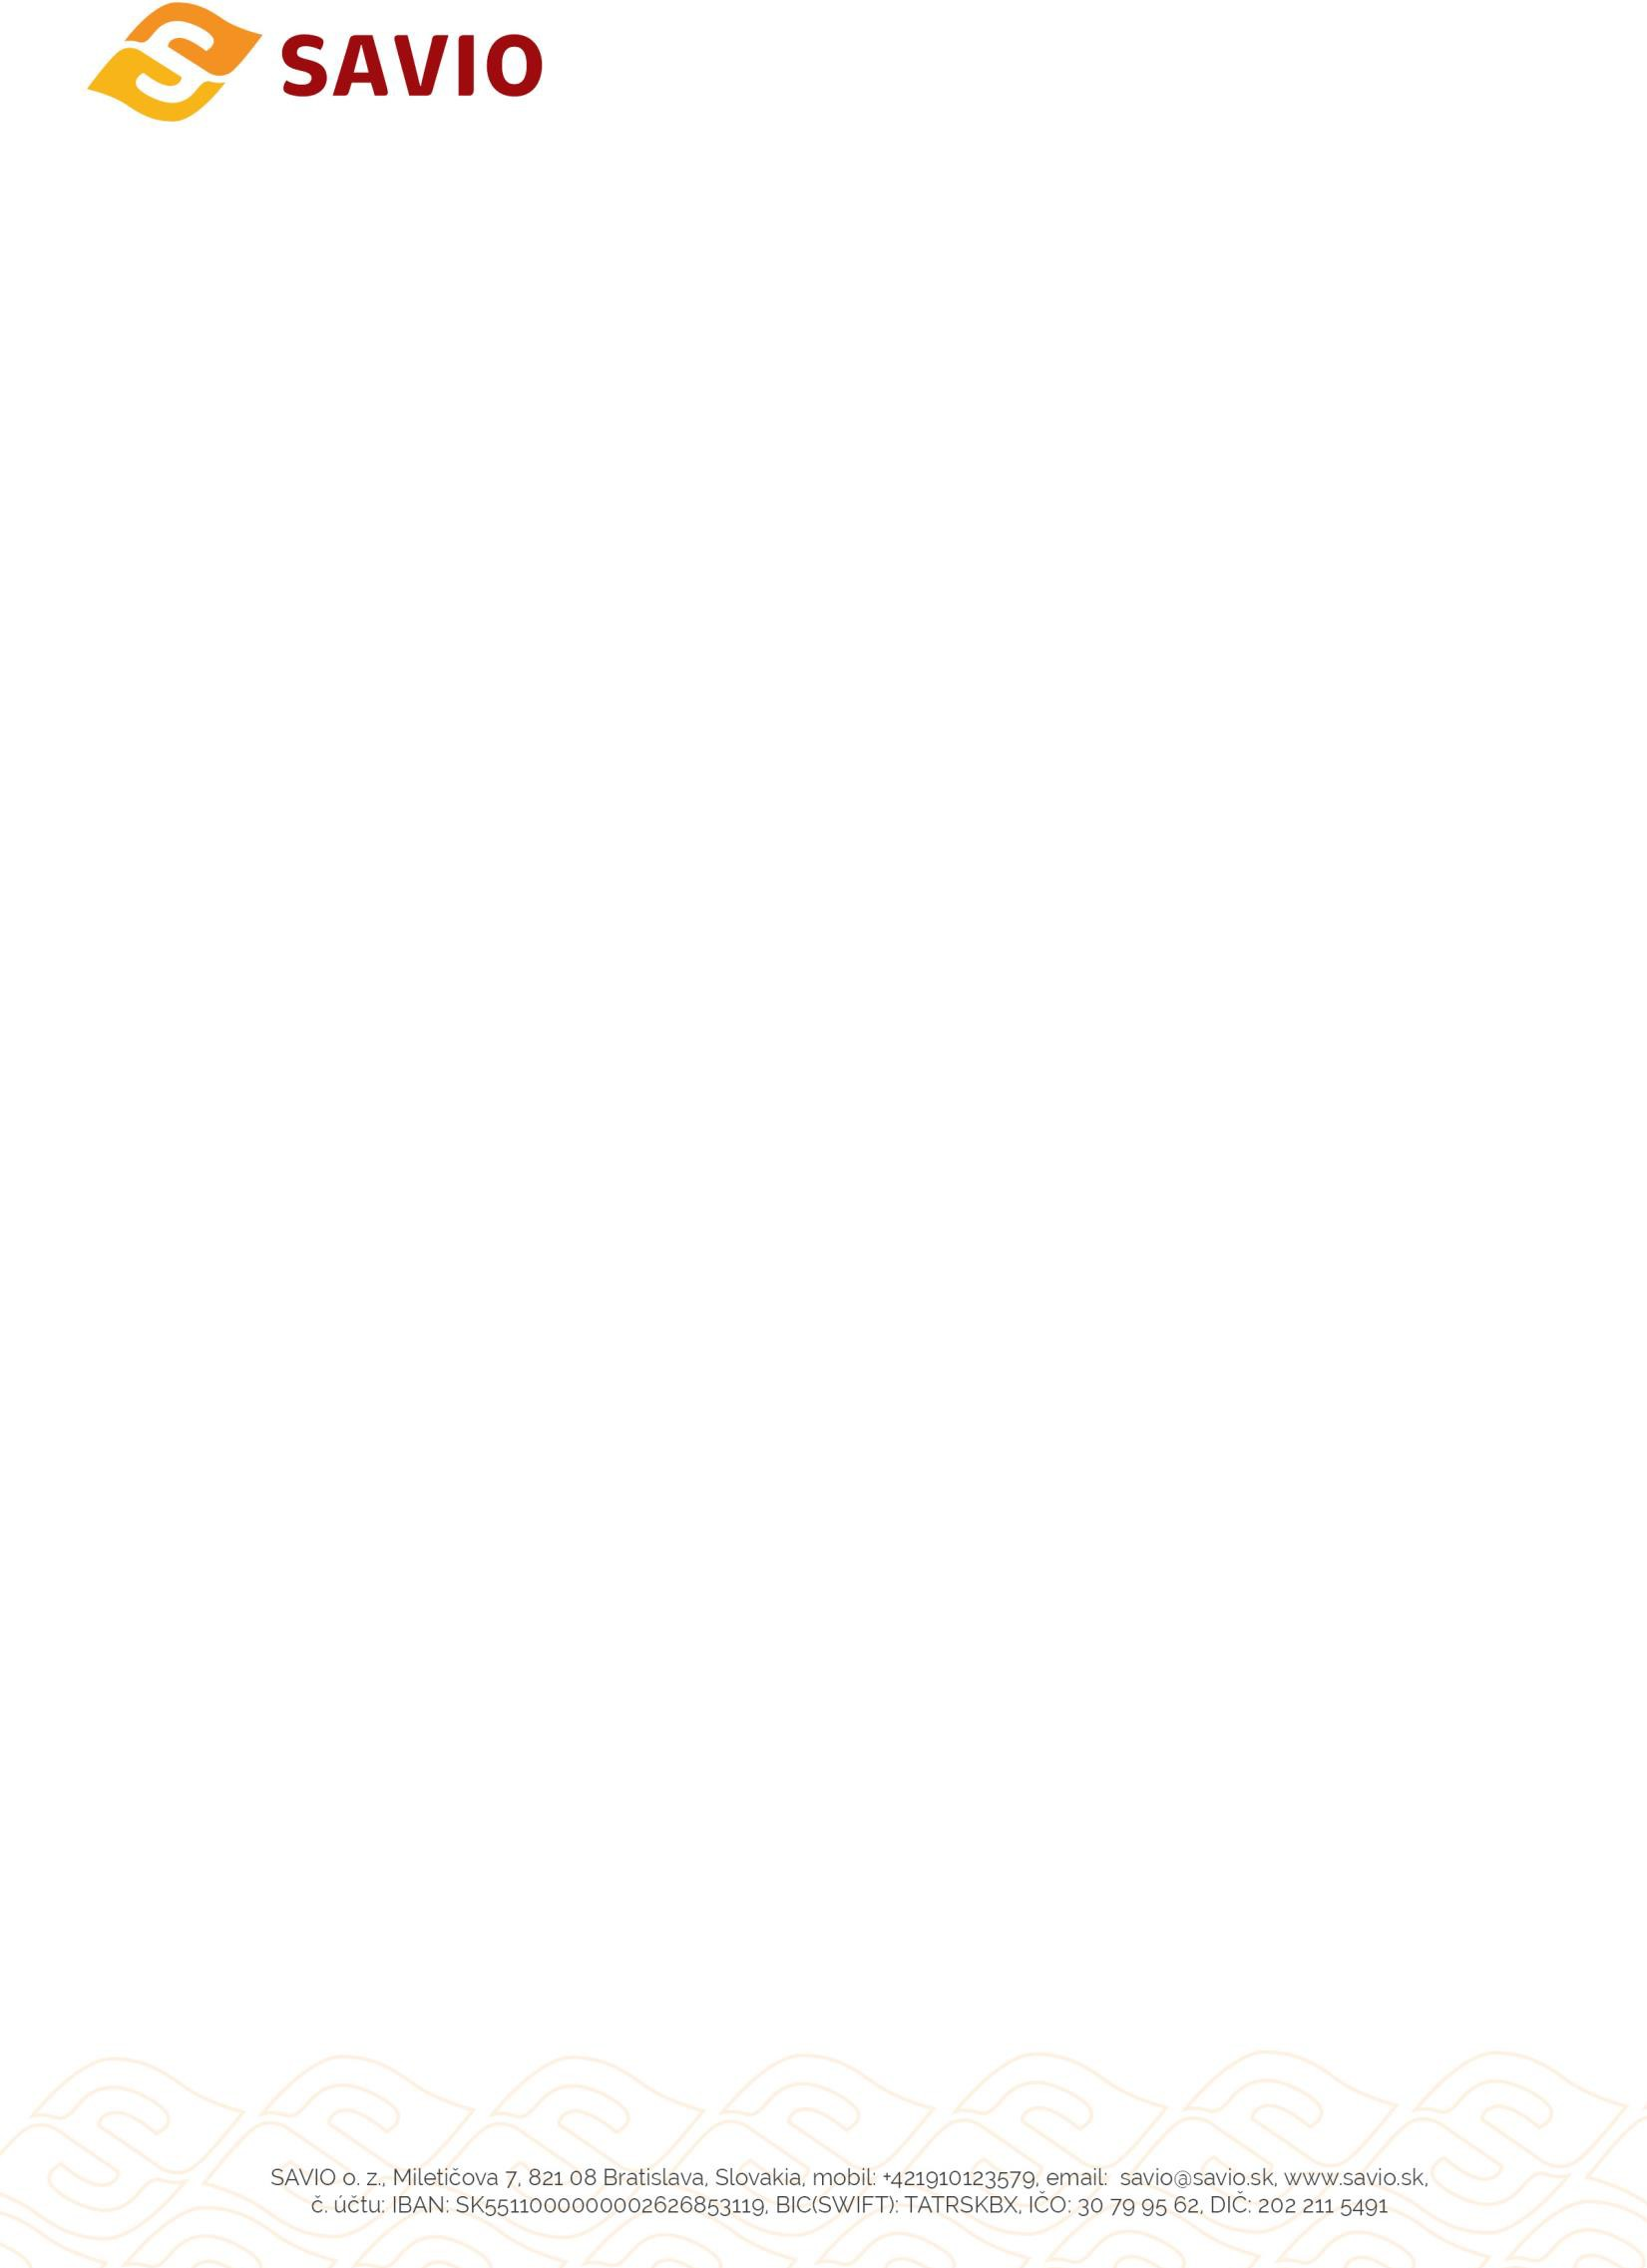 SAVIO
SAVIO o. z., Miletičova 7, 821 08 Bratislava, Slovakia, mobil: +421910123579, email:  savio@savio.sk, www.savio.sk,
č. účtu: IBAN: SK5511000000002626853119, BIC(SWIFT): TATRSKBX, IČO: 30 79 95 62, DIČ: 202 211 5491